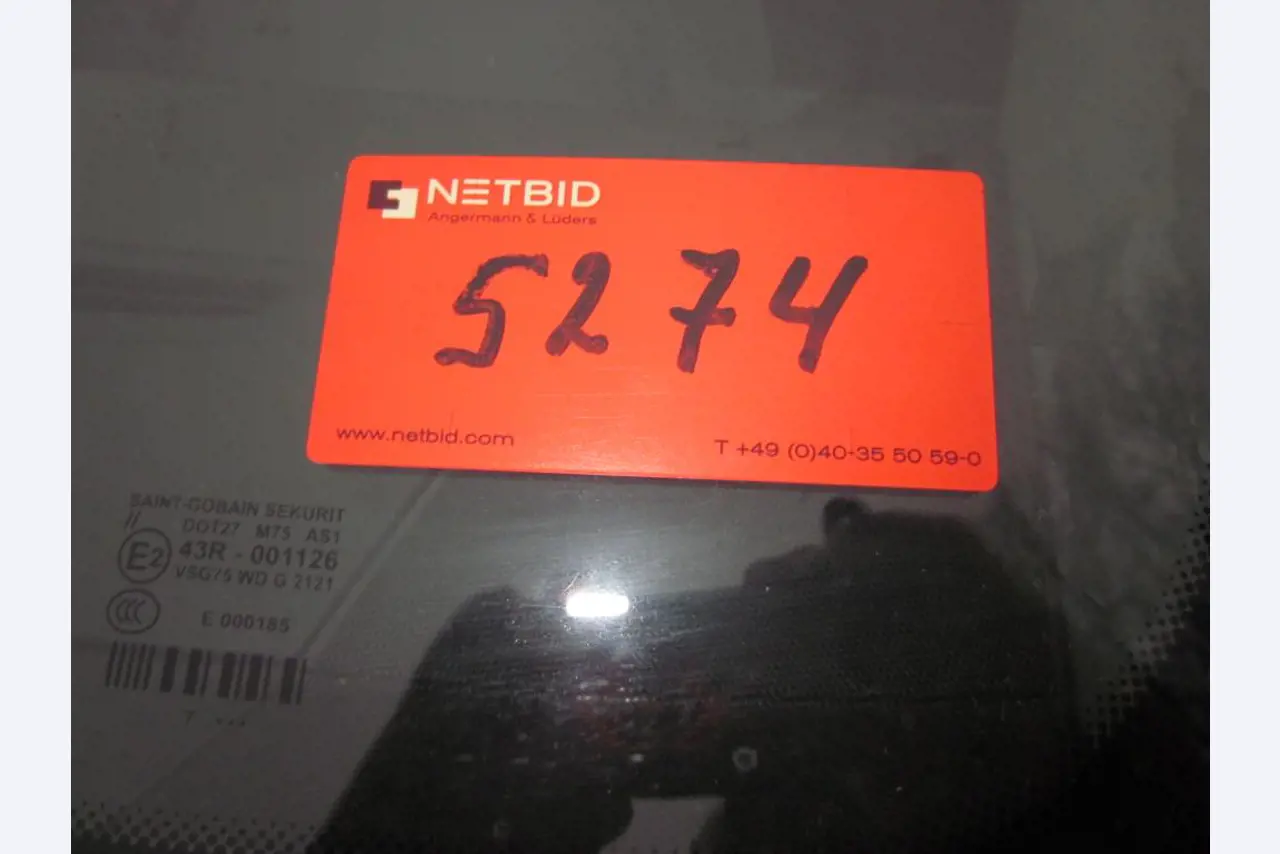 NETBID
Angermann & Lüders
5274
www.netbid.com
T +49 (0)40-35 50 59-0
SAINT-GOBAIN SEKURIT
// DOT27 M75 AS1
E2 43R - 001126
VSG75 WD G 2121
CCC E 000185